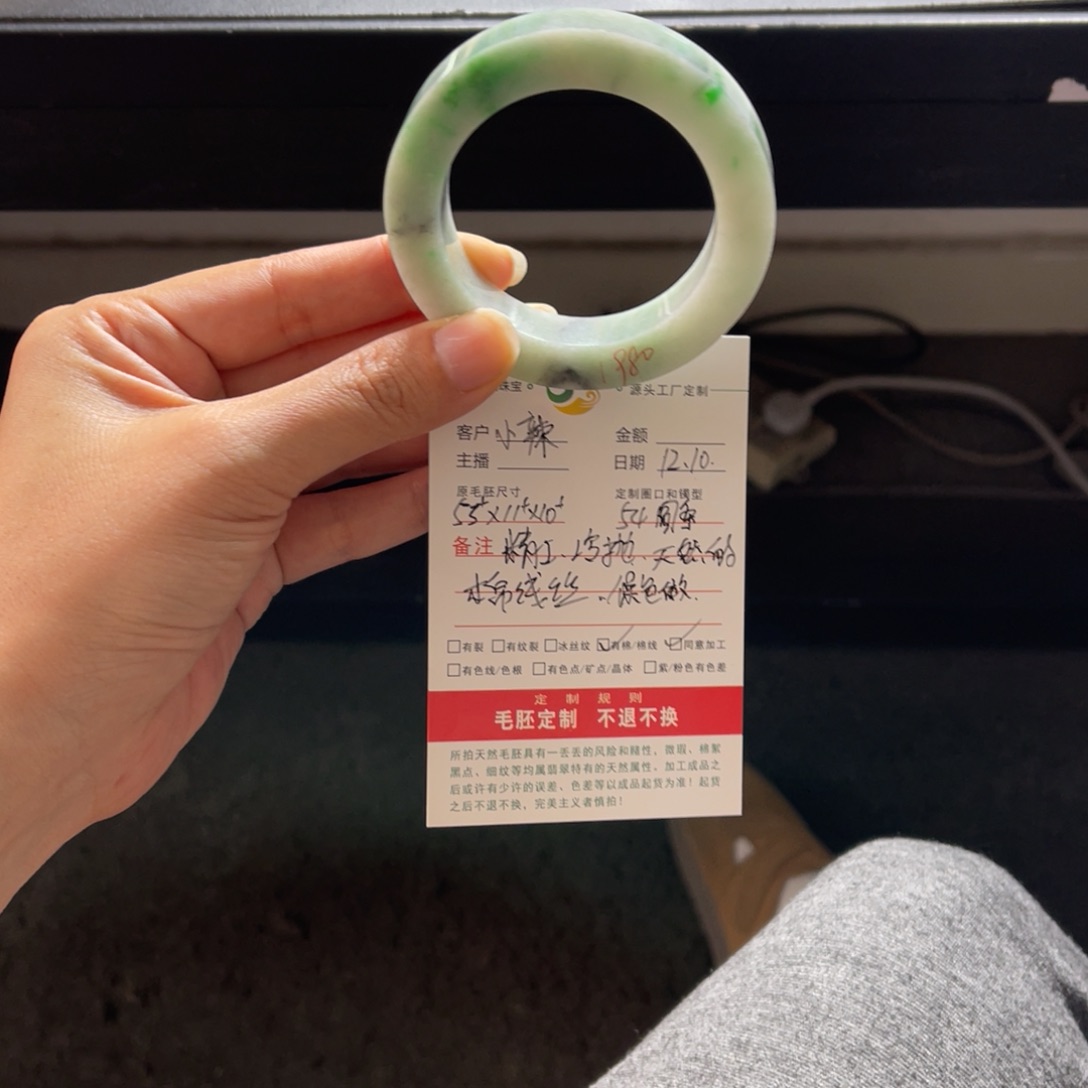 1980
珠宝 源头工厂定制
客户 小辣 金额
主播 日期 12.10.
原毛胚尺寸 定制圈口和镯型
55⁺×11⁺×10⁺ 54 圆条
备注 精工、浮抛、天然的
水、棉线丝、保色做.
有裂 有纹裂 冰丝纹 有棉/棉线 同意加工
有色线/色根 有色点/矿点/晶体 紫/粉色有色差
定制规则
毛胚定制 不退不换
所拍天然毛胚具有一丢丢的风险和赌性，微瑕、棉絮
黑点、细纹等均属翡翠特有的天然属性。加工成品之
后或许有少许的误差、色差等以成品起货为准！起货
之后不退不换，完美主义者慎拍！